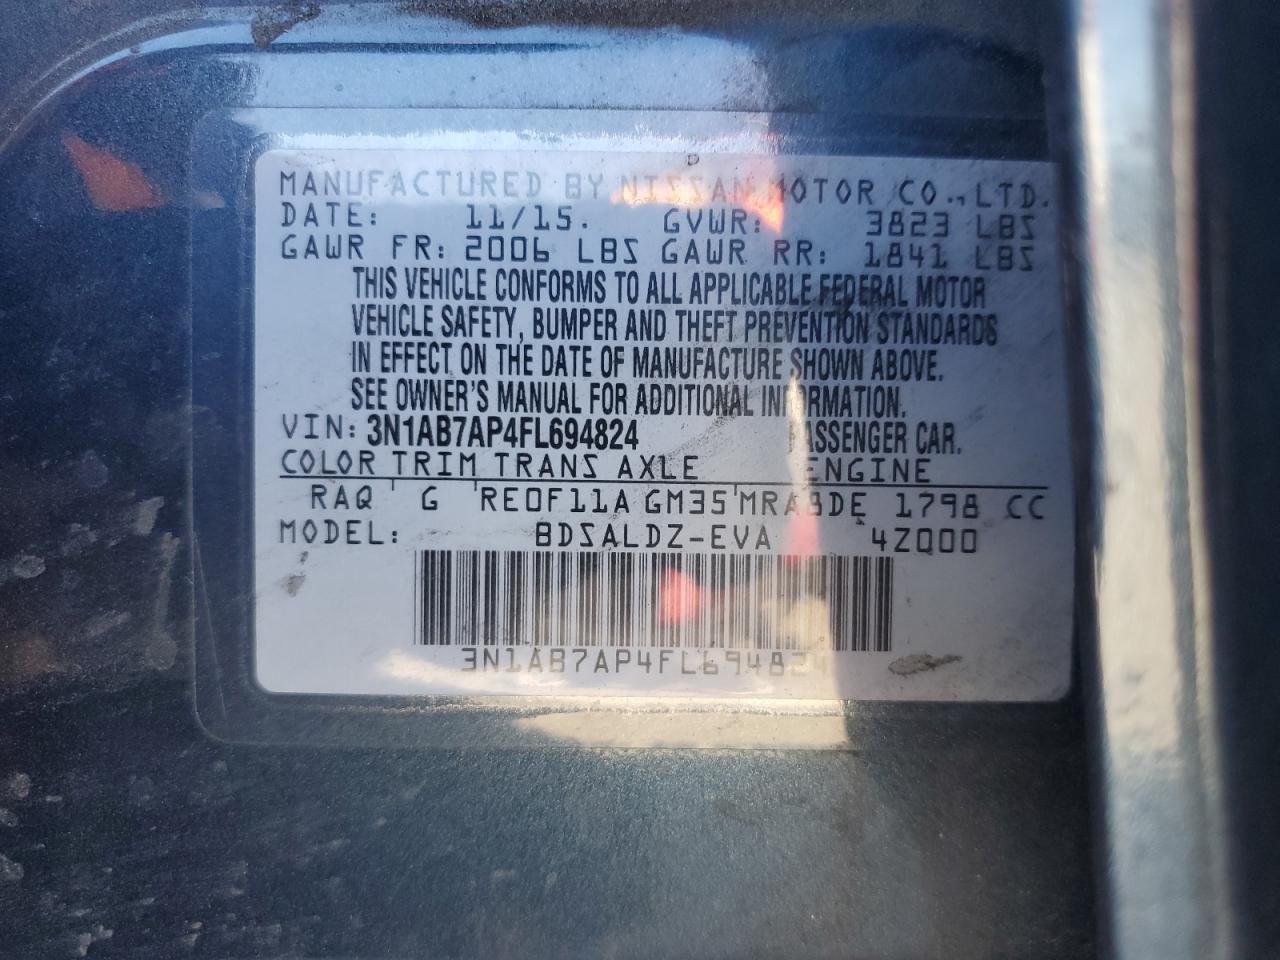 MANUFACTURED BY NISSAN MOTOR CO., LTD.
DATE: 11/15. GVWR: 3823 LBS
GAWR FR: 2006 LBS GAWR RR: 1841 LBS
THIS VEHICLE CONFORMS TO ALL APPLICABLE FEDERAL MOTOR
VEHICLE SAFETY, BUMPER AND THEFT PREVENTION STANDARDS
IN EFFECT ON THE DATE OF MANUFACTURE SHOWN ABOVE.
SEE OWNER'S MANUAL FOR ADDITIONAL INFORMATION.
VIN: 3N1AB7AP4FL694824 PASSENGER CAR.
COLOR TRIM TRANS AXLE ENGINE
RAQ G RE0F11A GM35 MRA8DE 1798 CC
MODEL: BDSALDZ-EVA 4Z000
3N1AB7AP4FL694824